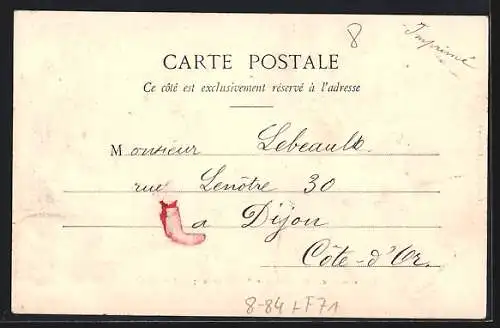 8
Imprimé
CARTE POSTALE
Ce côté est exclusivement réservé à l'adresse
Monsieur Lebeault.
rue Lenôtre 30
a Dijon
Côte-d'Or.
8-84 LF71